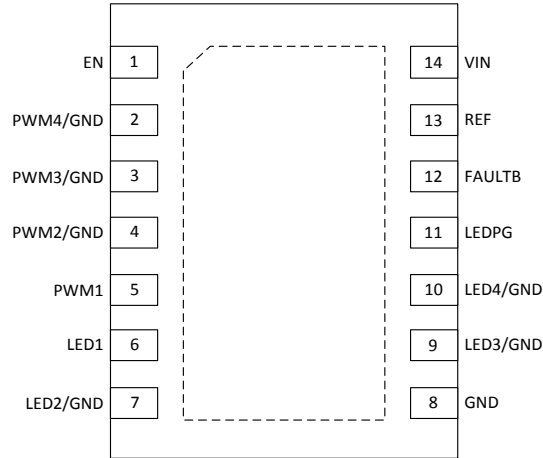 EN 1 14 VIN
PWM4/GND 2 13 REF
PWM3/GND 3 12 FAULTB
PWM2/GND 4 11 LEDPG
PWM1 5 10 LED4/GND
LED1 6 9 LED3/GND
LED2/GND 7 8 GND